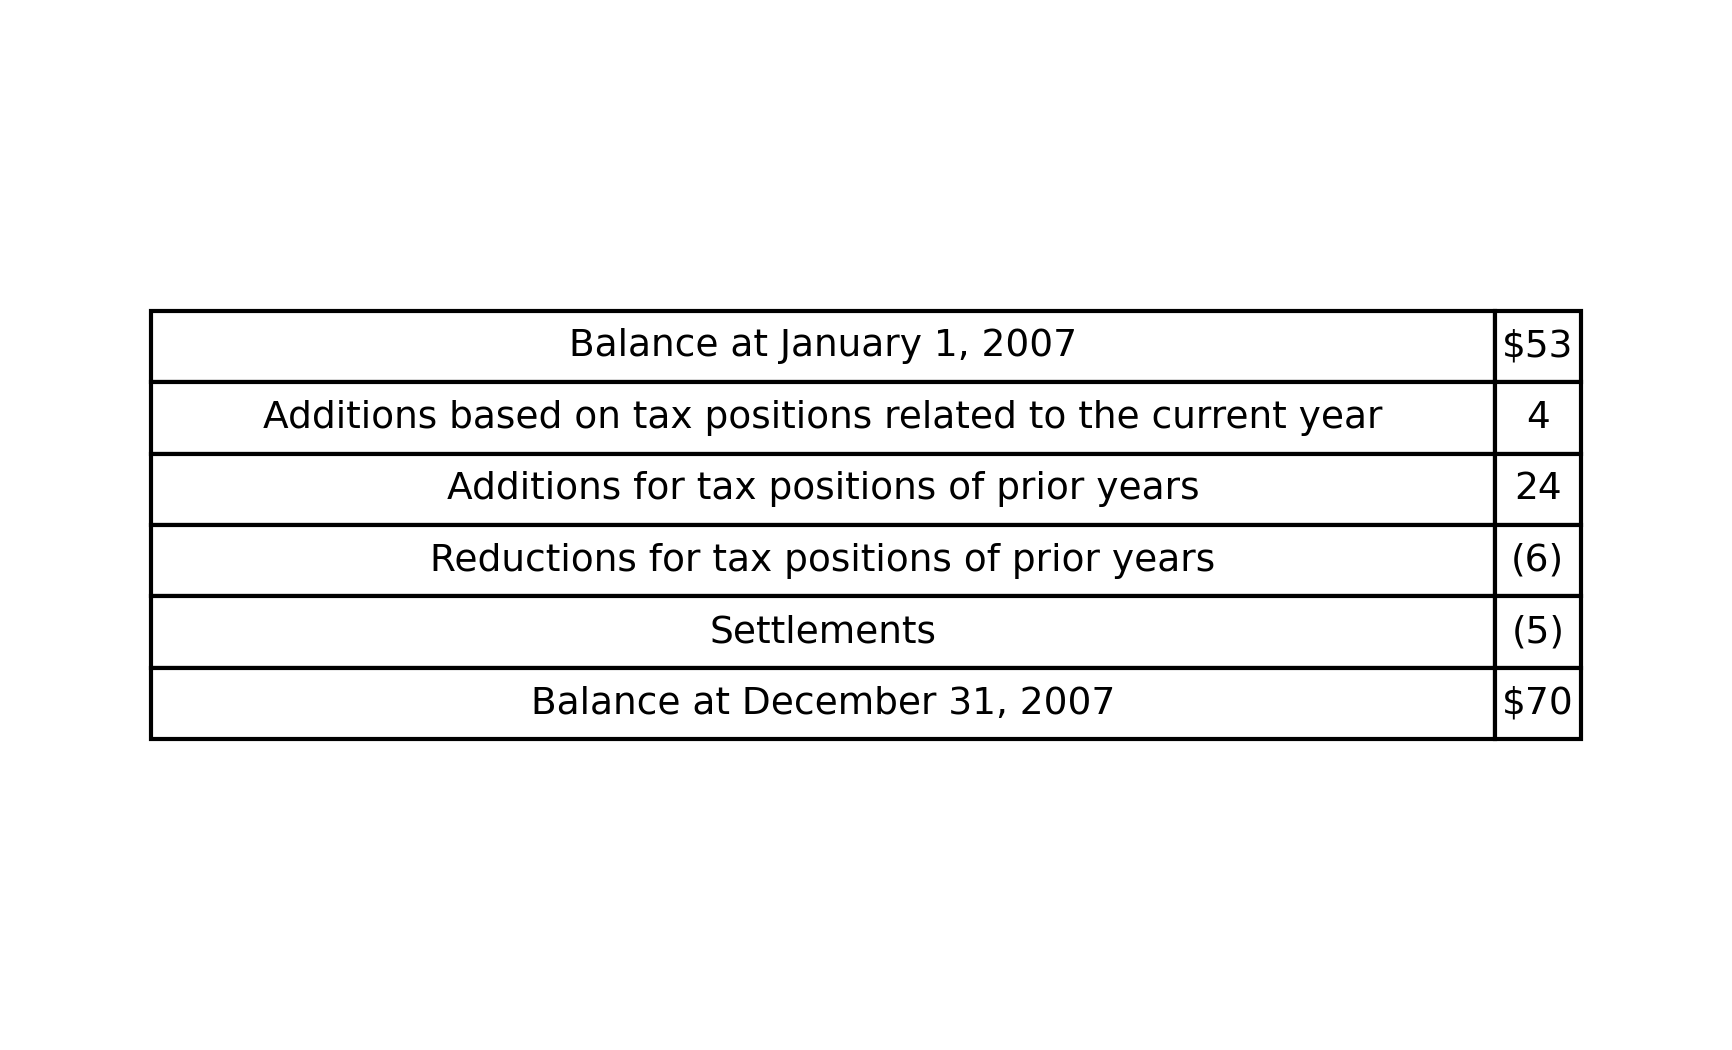 Balance at January 1, 2007 $53
Additions based on tax positions related to the current year 4
Additions for tax positions of prior years 24
Reductions for tax positions of prior years (6)
Settlements (5)
Balance at December 31, 2007 $70